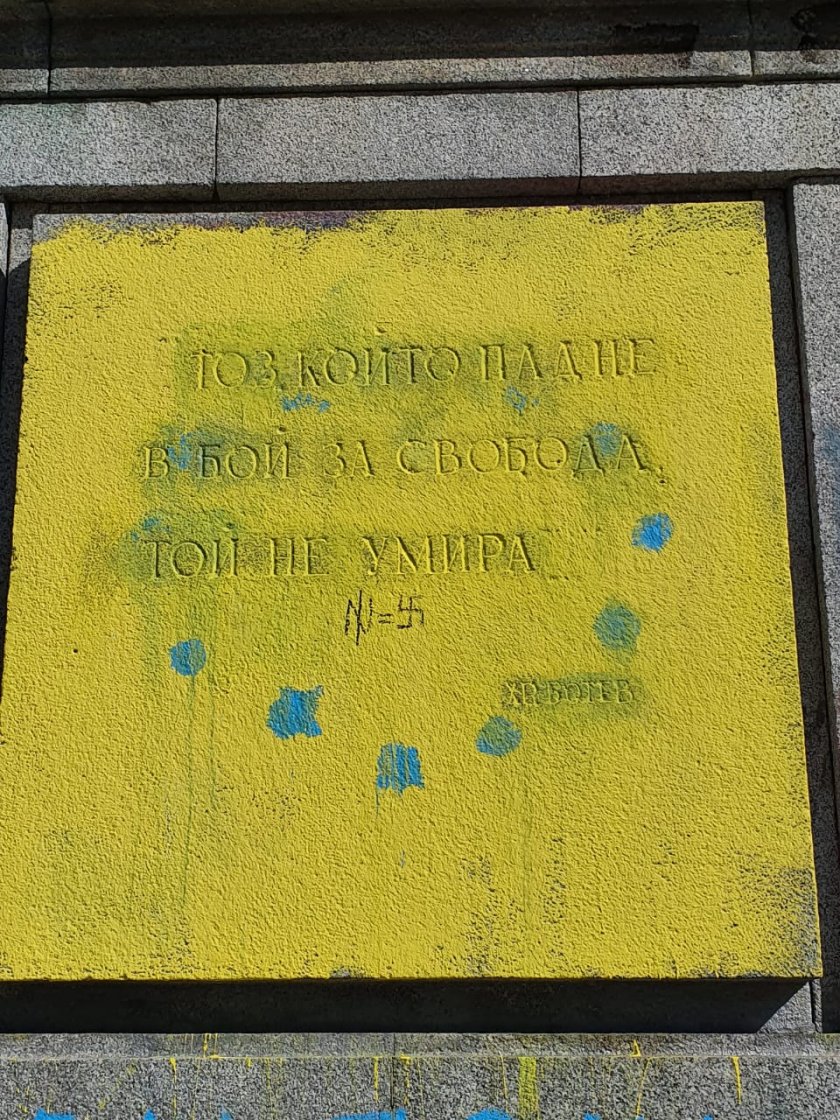 ТОЗ, КОЙТО ПАДНЕ
В БОЙ ЗА СВОБОДА,
ТОЙ НЕ УМИРА
ХР. БОТЕВ